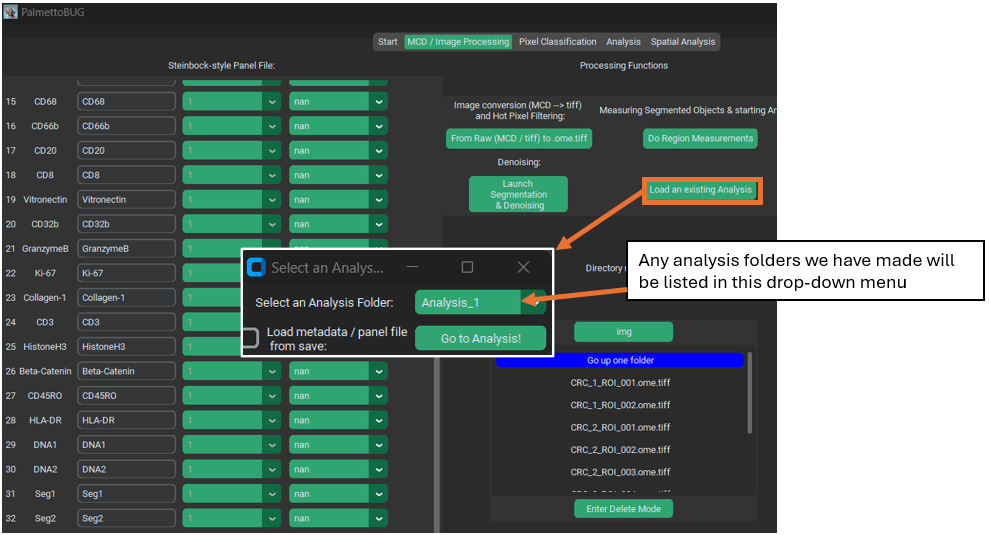 PalmettoBUG
Start MCD / Image Processing Pixel Classification Analysis Spatial Analysis
Steinbock-style Panel File:
Processing Functions
15 CD68 CD68 1 nan
16 CD66b CD66b 1 nan
17 CD20 CD20 1 nan
18 CD8 CD8 1 nan
19 Vitronectin Vitronectin 1 nan
20 CD32b CD32b 1 nan
21 GranzymeB GranzymeB
22 Ki-67 Ki-67
23 Collagen-1 Collagen-1
24 CD3 CD3
25 HistoneH3 HistoneH3
26 Beta-Catenin Beta-Catenin 1 nan
27 CD45RO CD45RO 1 nan
28 HLA-DR HLA-DR 1 nan
29 DNA1 DNA1 1 nan
30 DNA2 DNA2 1 nan
31 Seg1 Seg1 1 nan
32 Seg2 Seg2 1 nan
Image conversion (MCD --> tiff)
and Hot Pixel Filtering:
From Raw (MCD / tiff) to .ome.tiff
Denoising:
Launch
Segmentation
& Denoising
Measuring Segmented Objects & starting An
Do Region Measurements
Load an existing Analysis
Select an Analys...
Select an Analysis Folder: Analysis_1
Load metadata / panel file
from save:
Go to Analysis!
Any analysis folders we have made will
be listed in this drop-down menu
Directory
img
Go up one folder
CRC_1_ROI_001.ome.tiff
CRC_1_ROI_002.ome.tiff
CRC_2_ROI_001.ome.tiff
CRC_2_ROI_002.ome.tiff
CRC_2_ROI_003.ome.tiff
Enter Delete Mode